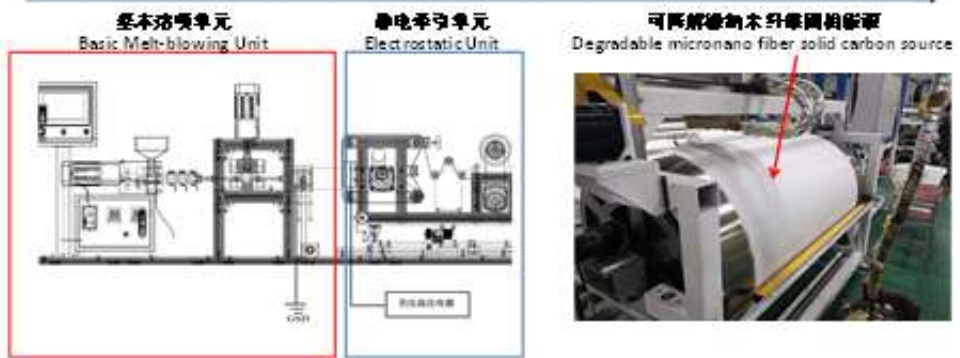 基本熔喷单元
Basic Melt-blowing Unit
静电牵引单元
Electrostatic Unit
可降解微纳米纤维固相碳源
Degradable micronano fiber solid carbon source
GND